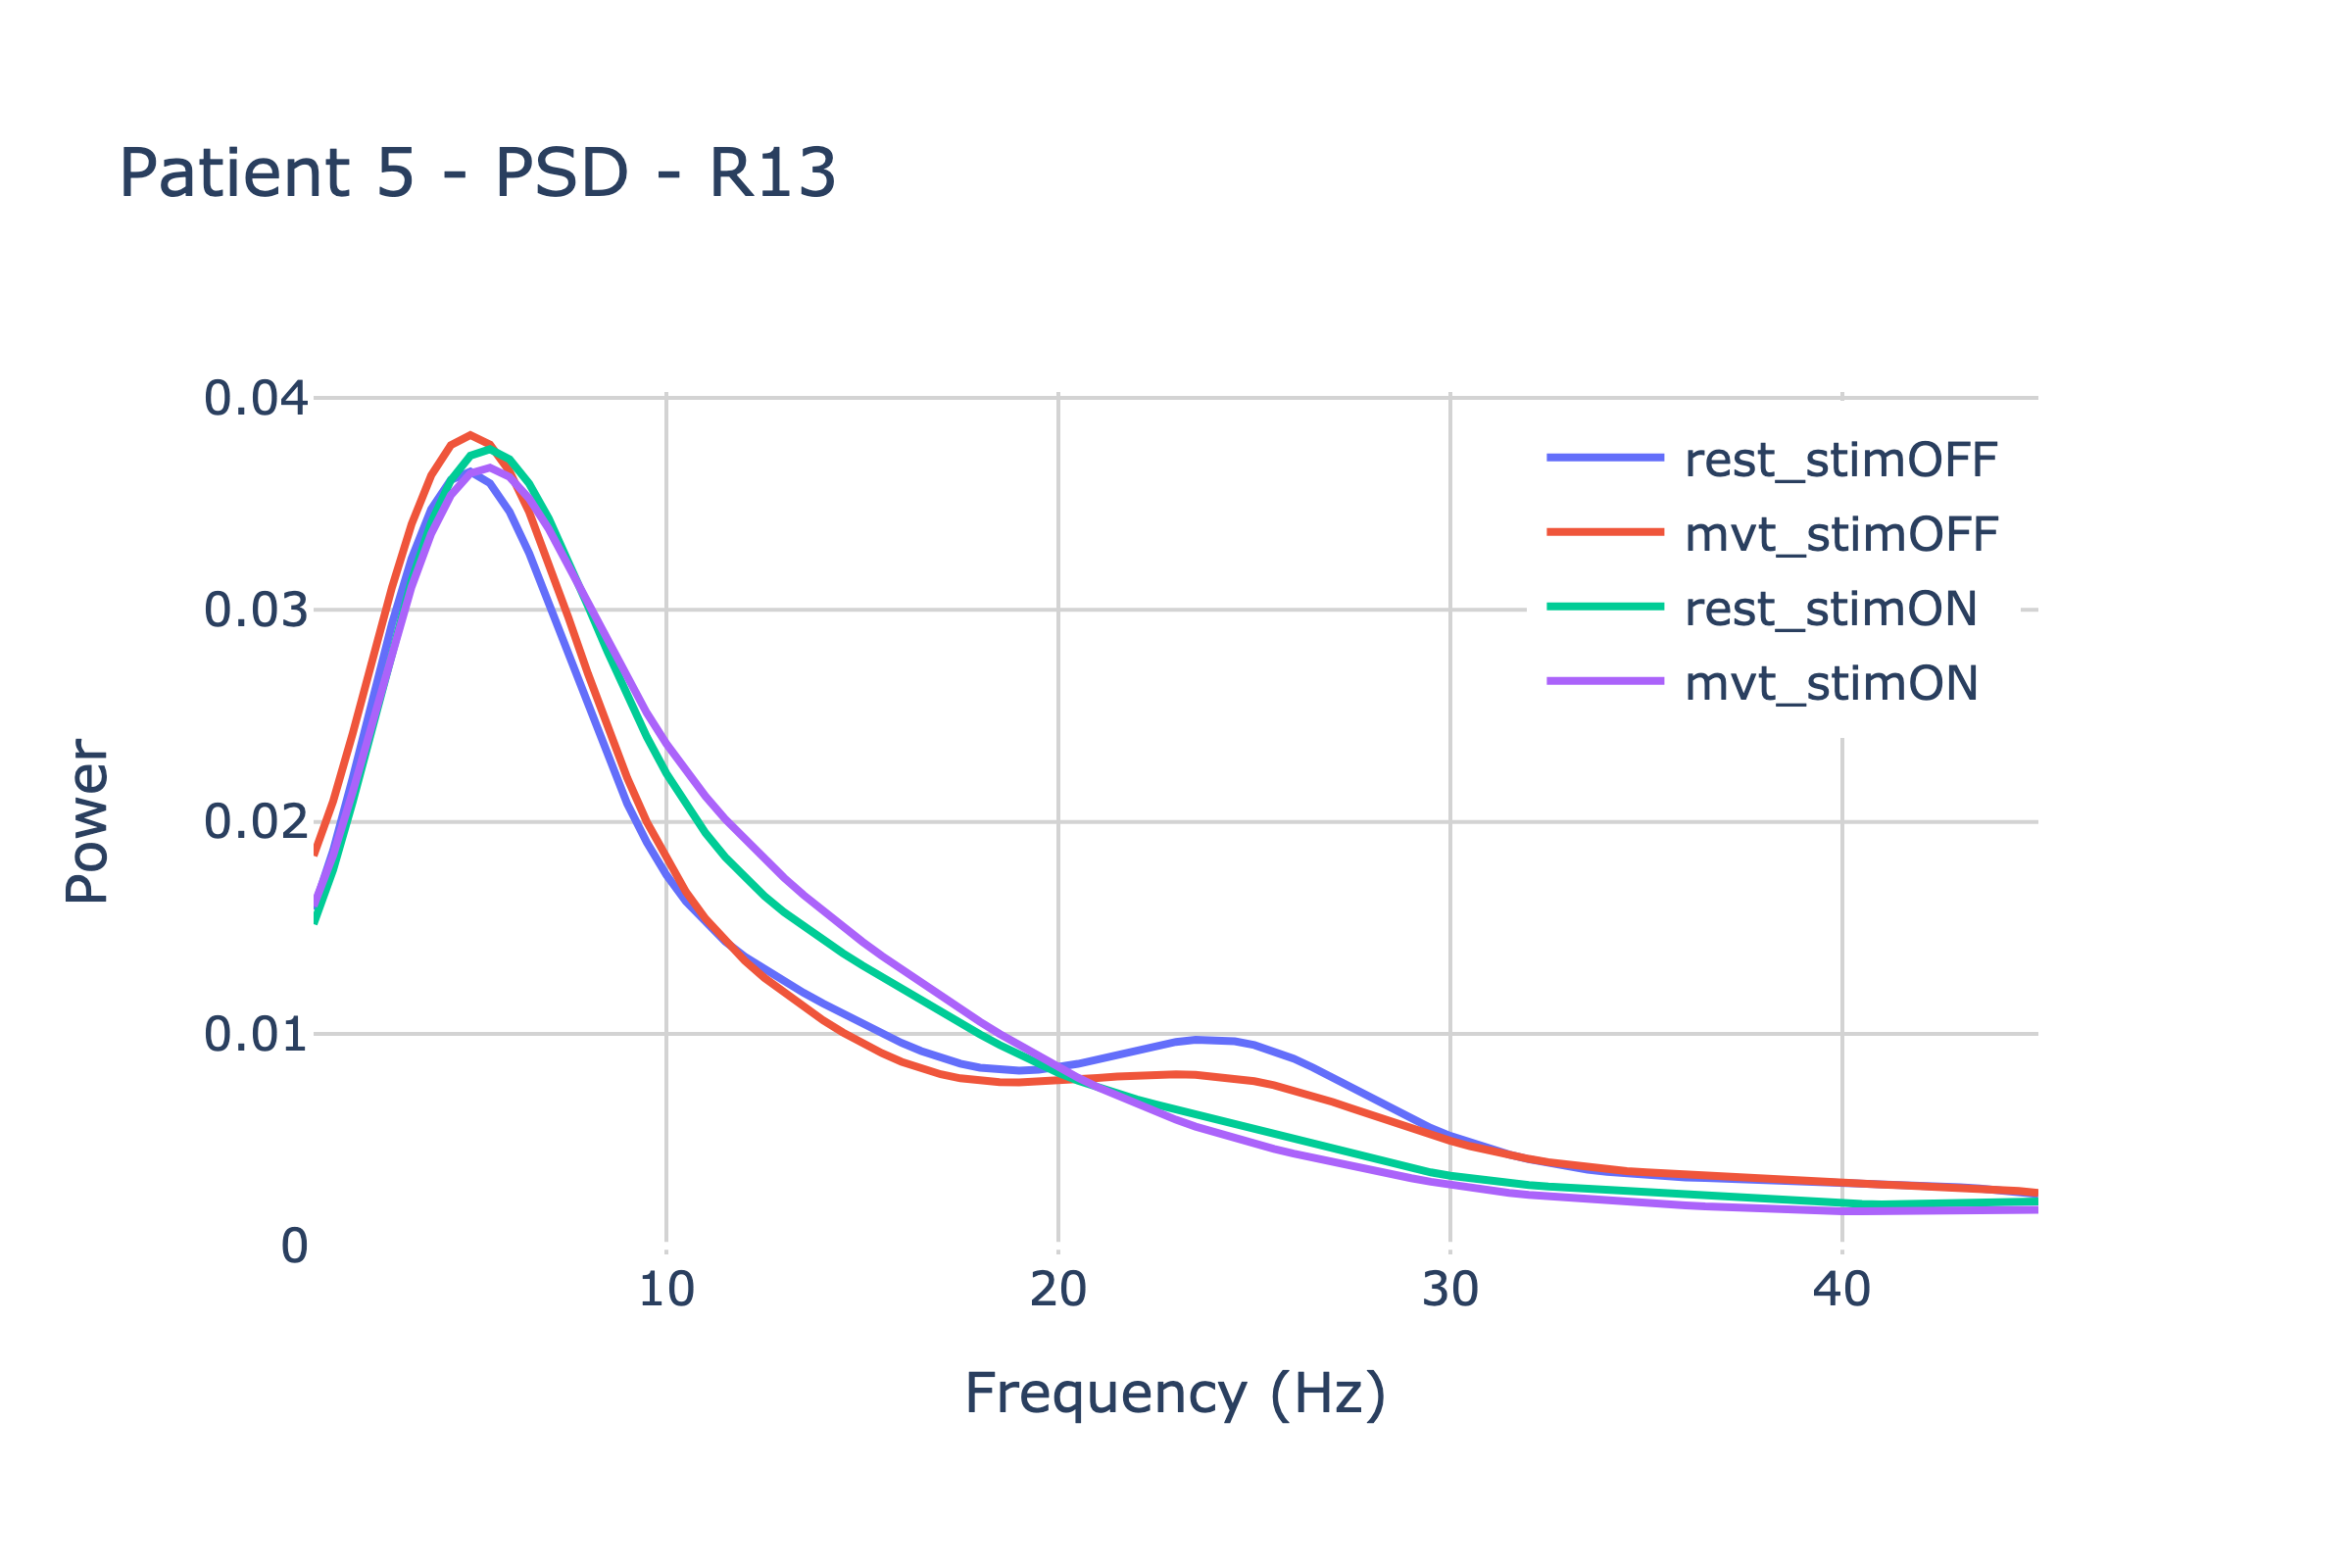 Patient 5 - PSD - R13
0.04
0.03
0.02
0.01
0
Power
10 20 30 40
Frequency (Hz)
rest_stimOFF
mvt_stimOFF
rest_stimON
mvt_stimON